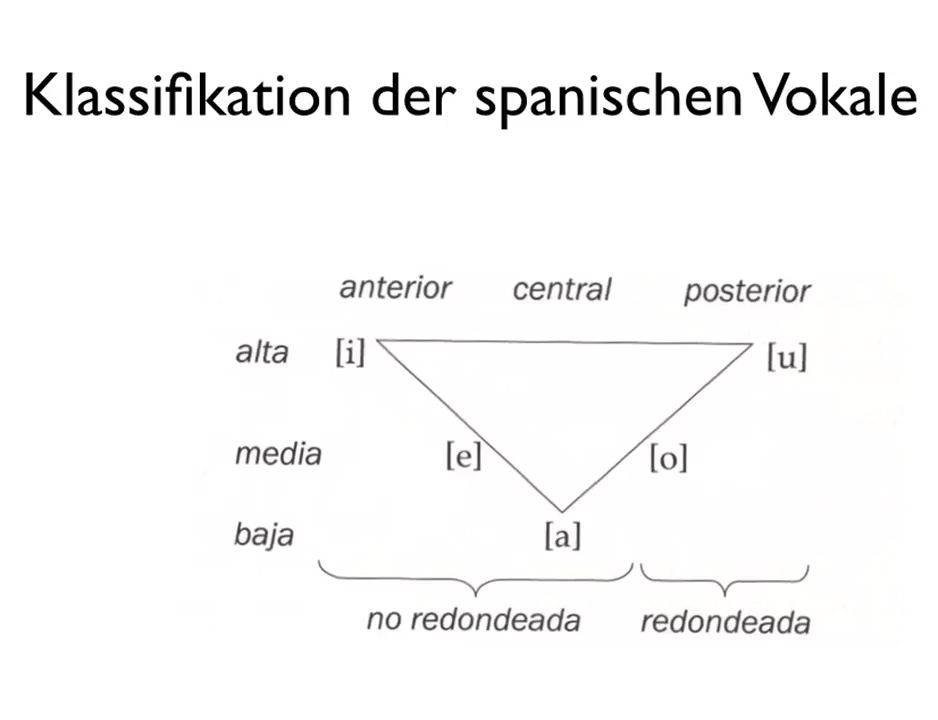 Klassifikation der spanischen Vokale
anterior central posterior
alta [i] [u]
media [e] [o]
baja [a]
no redondeada redondeada